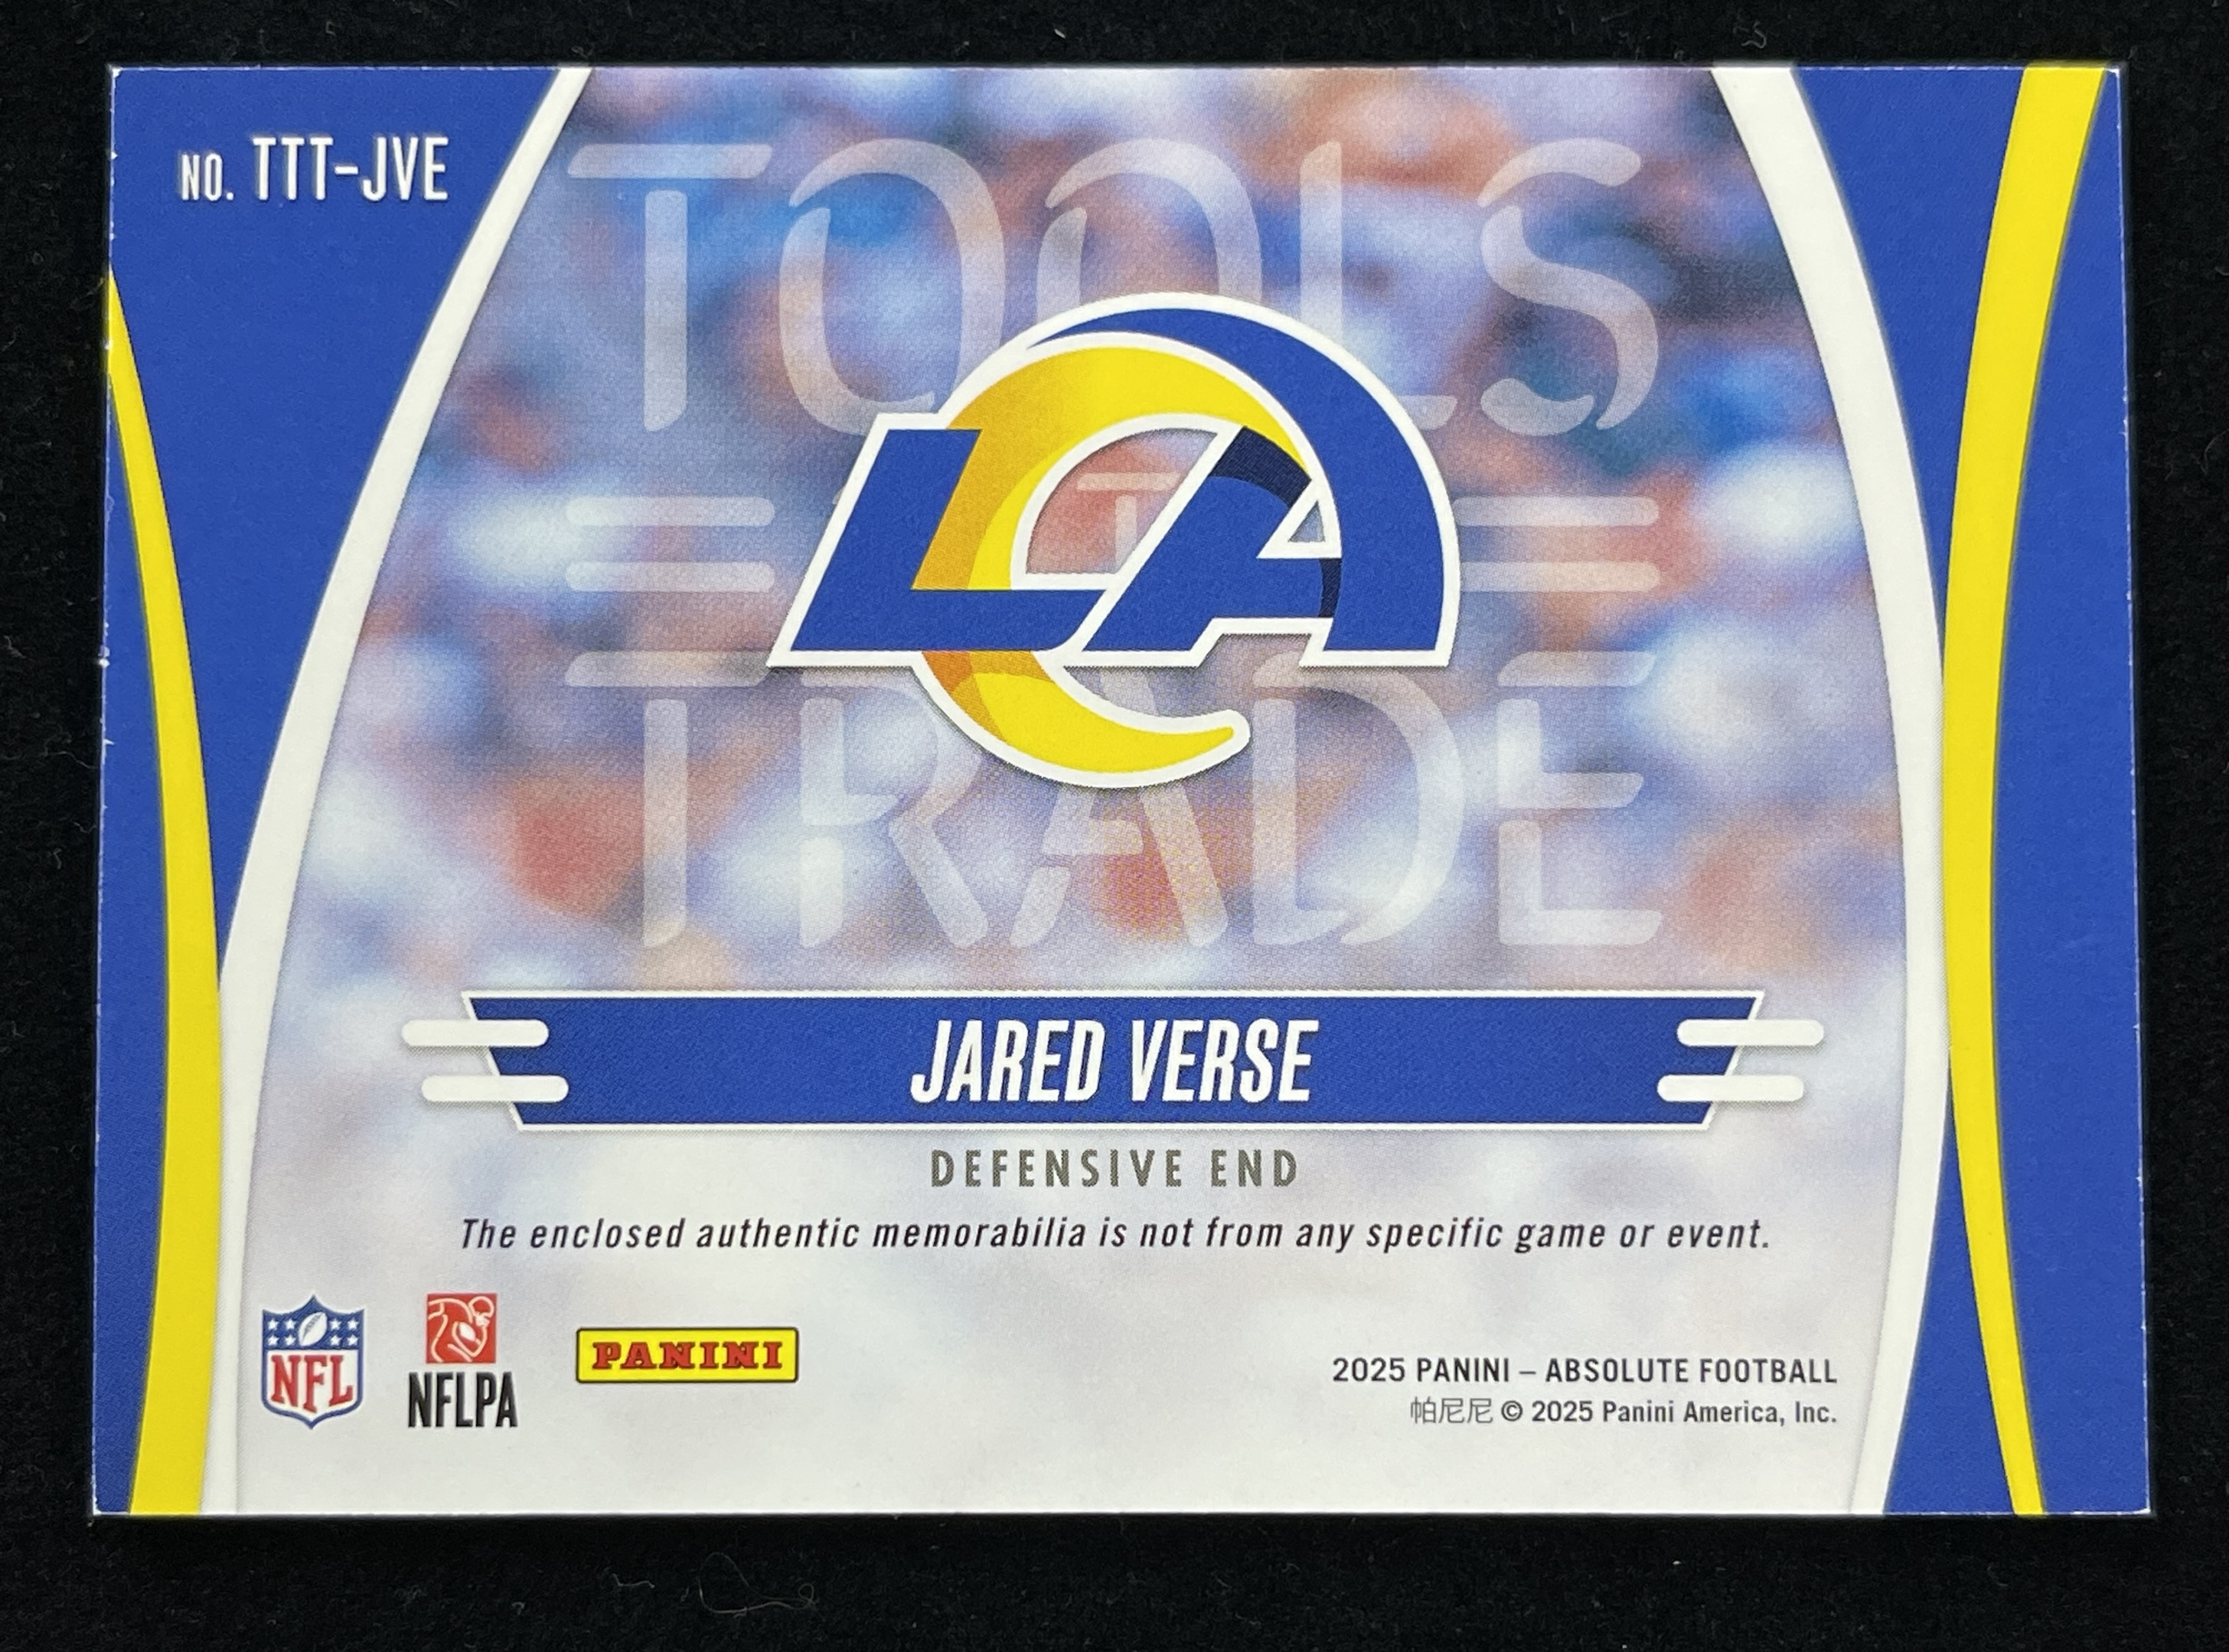 NO. TTT-JVE
TOOLS
T
TRADE
LA
JARED VERSE
DEFENSIVE END
The enclosed authentic memorabilia is not from any specific game or event.
NFL
NFLPA
PANINI
2025 PANINI – ABSOLUTE FOOTBALL
帕尼尼 © 2025 Panini America, Inc.